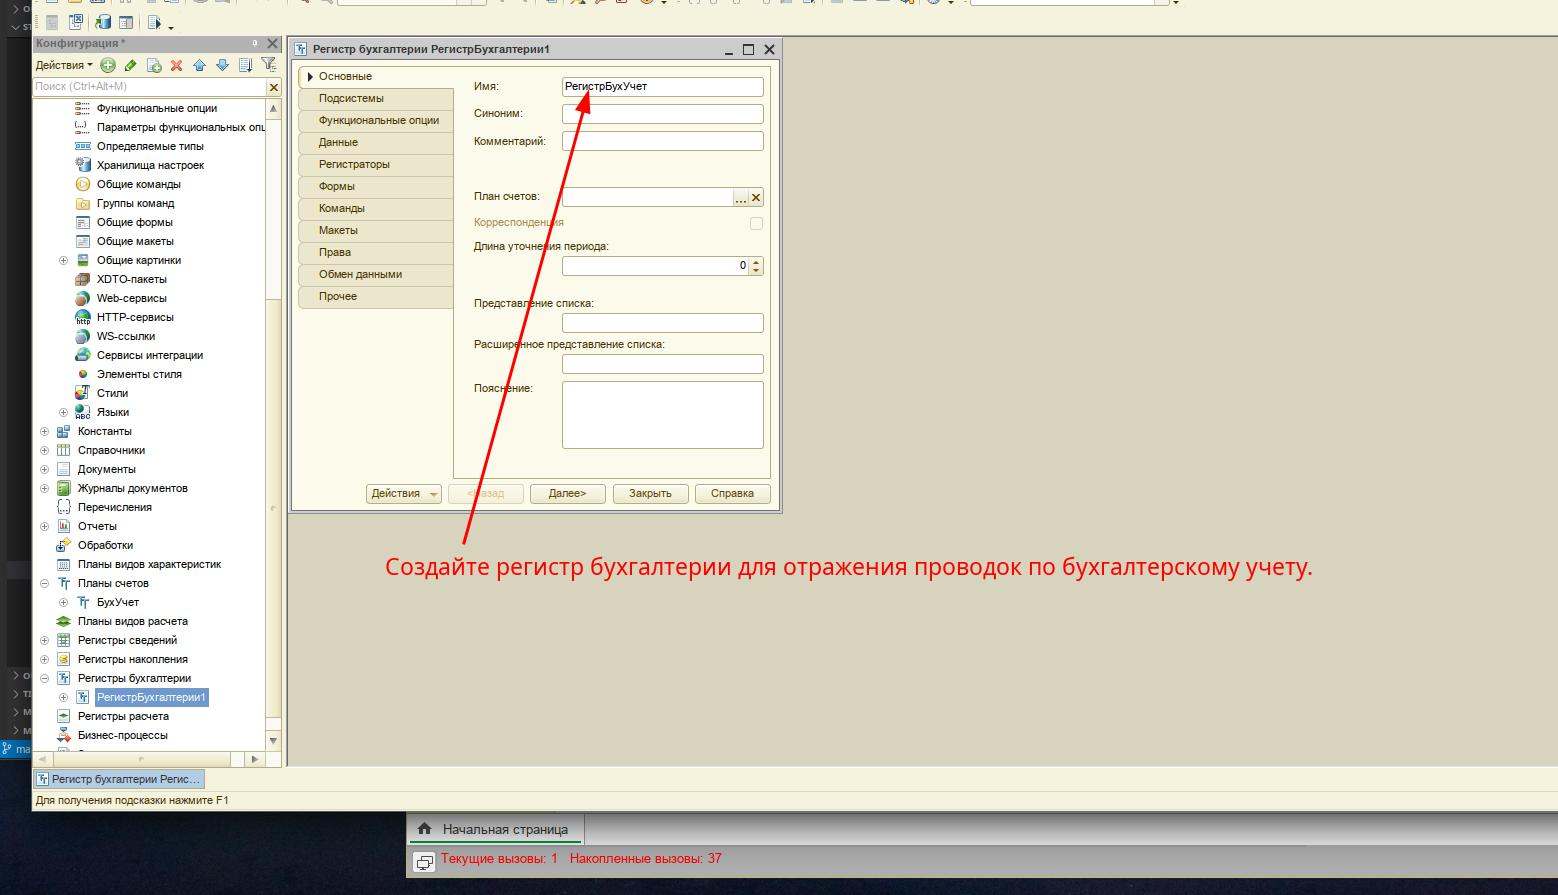 Конфигурация *
Действия
Поиск (Ctrl+Alt+M)
Функциональные опции
Параметры функциональных опц
Определяемые типы
Хранилища настроек
Общие команды
Группы команд
Общие формы
Общие макеты
Общие картинки
XDTO-пакеты
Web-сервисы
HTTP-сервисы
WS-ссылки
Сервисы интеграции
Элементы стиля
Стили
Языки
Константы
Справочники
Документы
Журналы документов
Перечисления
Отчеты
Обработки
Планы видов характеристик
Планы счетов
БухУчет
Планы видов расчета
Регистры сведений
Регистры накопления
Регистры бухгалтерии
РегистрБухгалтерии1
Регистры расчета
Бизнес-процессы
Регистр бухгалтерии РегистрБухгалтерии1
Основные
Подсистемы
Функциональные опции
Данные
Регистраторы
Формы
Команды
Макеты
Права
Обмен данными
Прочее
Имя: РегистрБухУчет
Синоним:
Комментарий:
План счетов:
Корреспонденция
Длина уточнения периода:
0
Представление списка:
Расширенное представление списка:
Пояснение:
Действия <Назад Далее> Закрыть Справка
Создайте регистр бухгалтерии для отражения проводок по бухгалтерскому учету.
Регистр бухгалтерии Регис...
Для получения подсказки нажмите F1
Начальная страница
Текущие вызовы: 1 Накопленные вызовы: 37